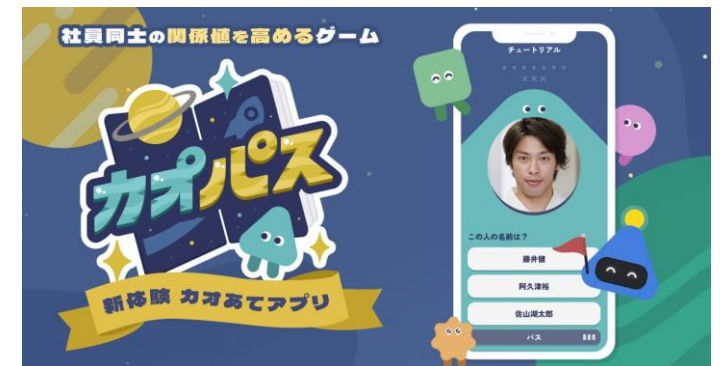 社員同士の関係値を高めるゲーム
カオパス
新体験 カオあてアプリ
チュートリアル
×××
この人の名前は？
藤井健
阿久津裕
佐山湖太郎
パス